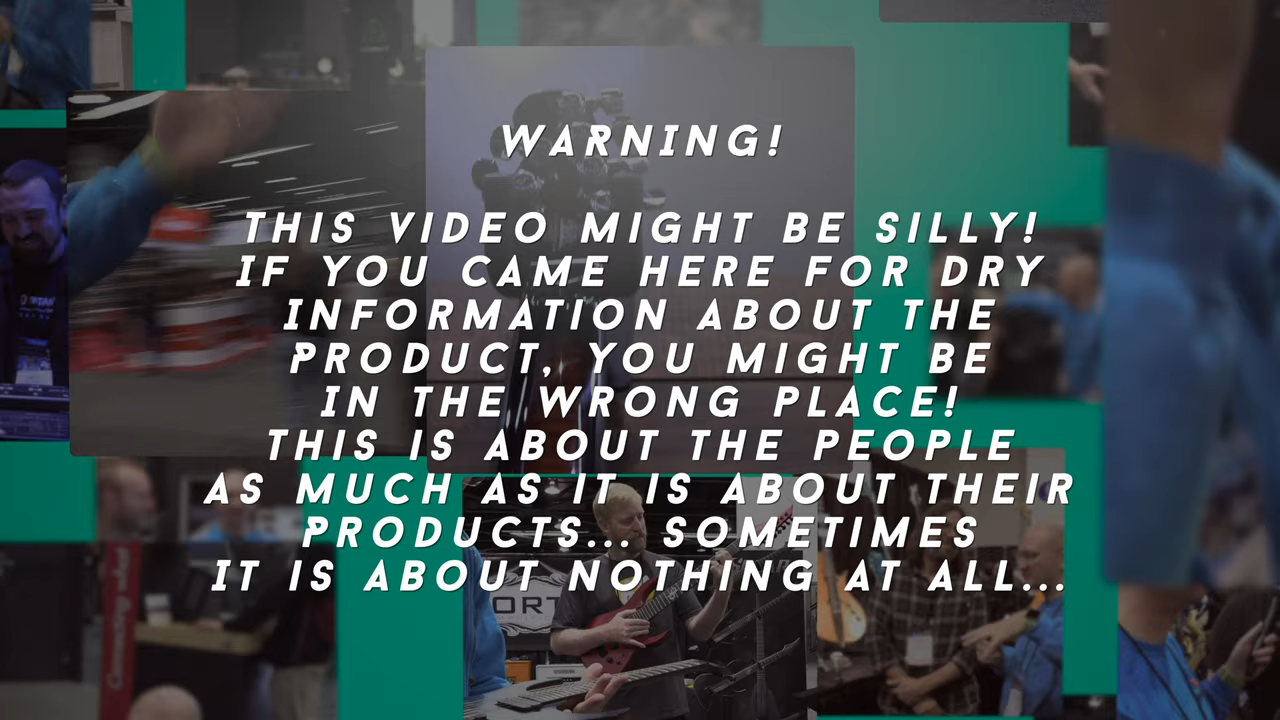 WARNING!
THIS VIDEO MIGHT BE SILLY!
IF YOU CAME HERE FOR DRY
INFORMATION ABOUT THE
PRODUCT, YOU MIGHT BE
IN THE WRONG PLACE!
THIS IS ABOUT THE PEOPLE
AS MUCH AS IT IS ABOUT THEIR
PRODUCTS... SOMETIMES
IT IS ABOUT NOTHING AT ALL...
ORT